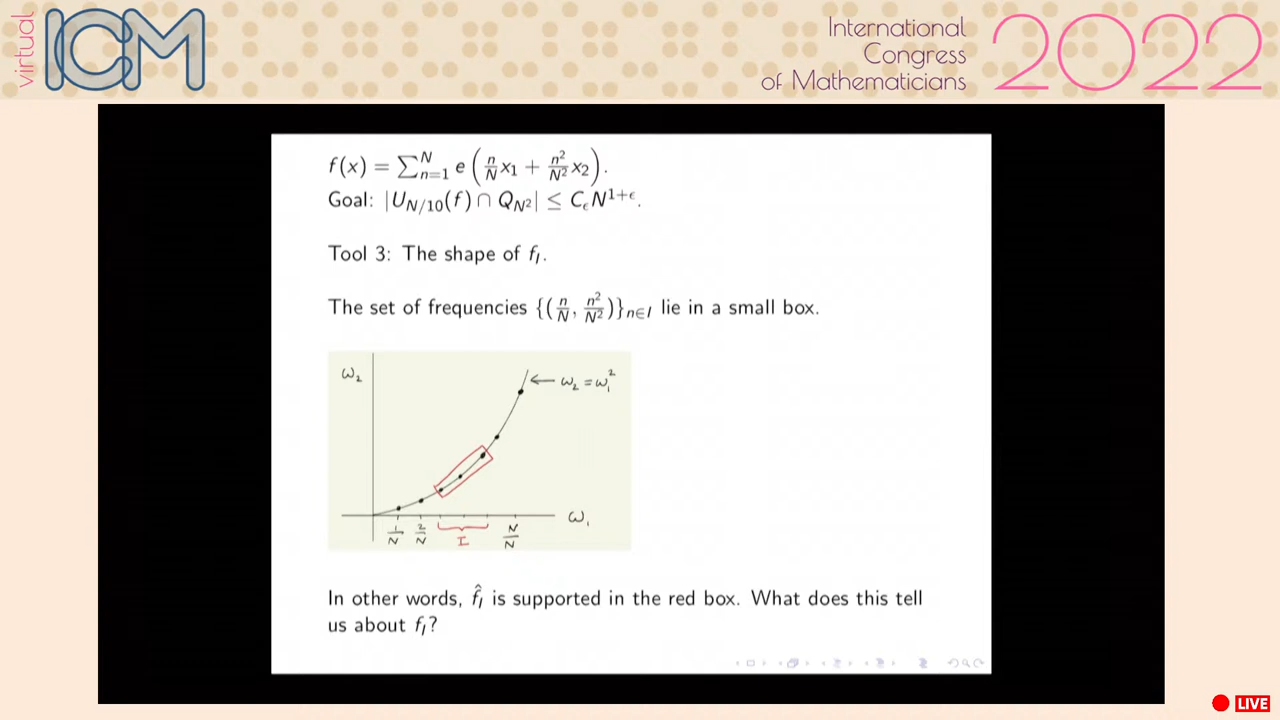 virtual
ICM
International
Congress
of Mathematicians
2022
f(x) = ∑_{n=1}^{N} e(n/N x₁ + n²/N² x₂).
Goal: |U_{N/10}(f) ∩ Q_{N²}| ≤ C_ϵ N^{1+ϵ}.
Tool 3: The shape of f_I.
The set of frequencies {(n/N, n²/N²)}_{n∈I} lie in a small box.
ω₂
← ω₂ = ω₁²
ω₁
1/N 2/N N/N
I
In other words, f̂_I is supported in the red box. What does this tell
us about f_I?
LIVE